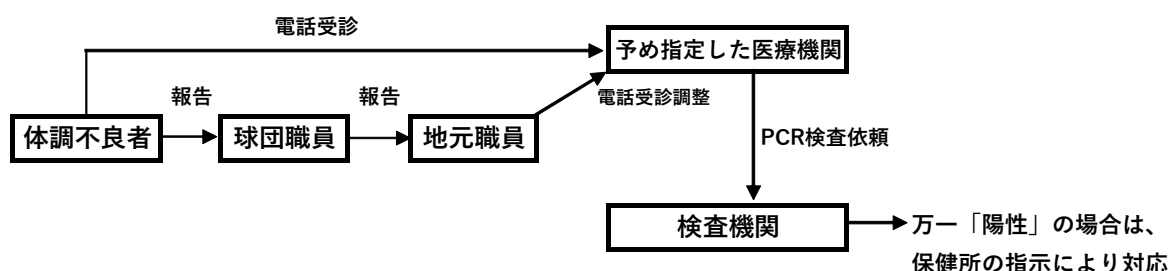 電話受診
予め指定した医療機関
報告
報告
電話受診調整
体調不良者
球団職員
地元職員
PCR検査依頼
検査機関
万一「陽性」の場合は、
保健所の指示により対応